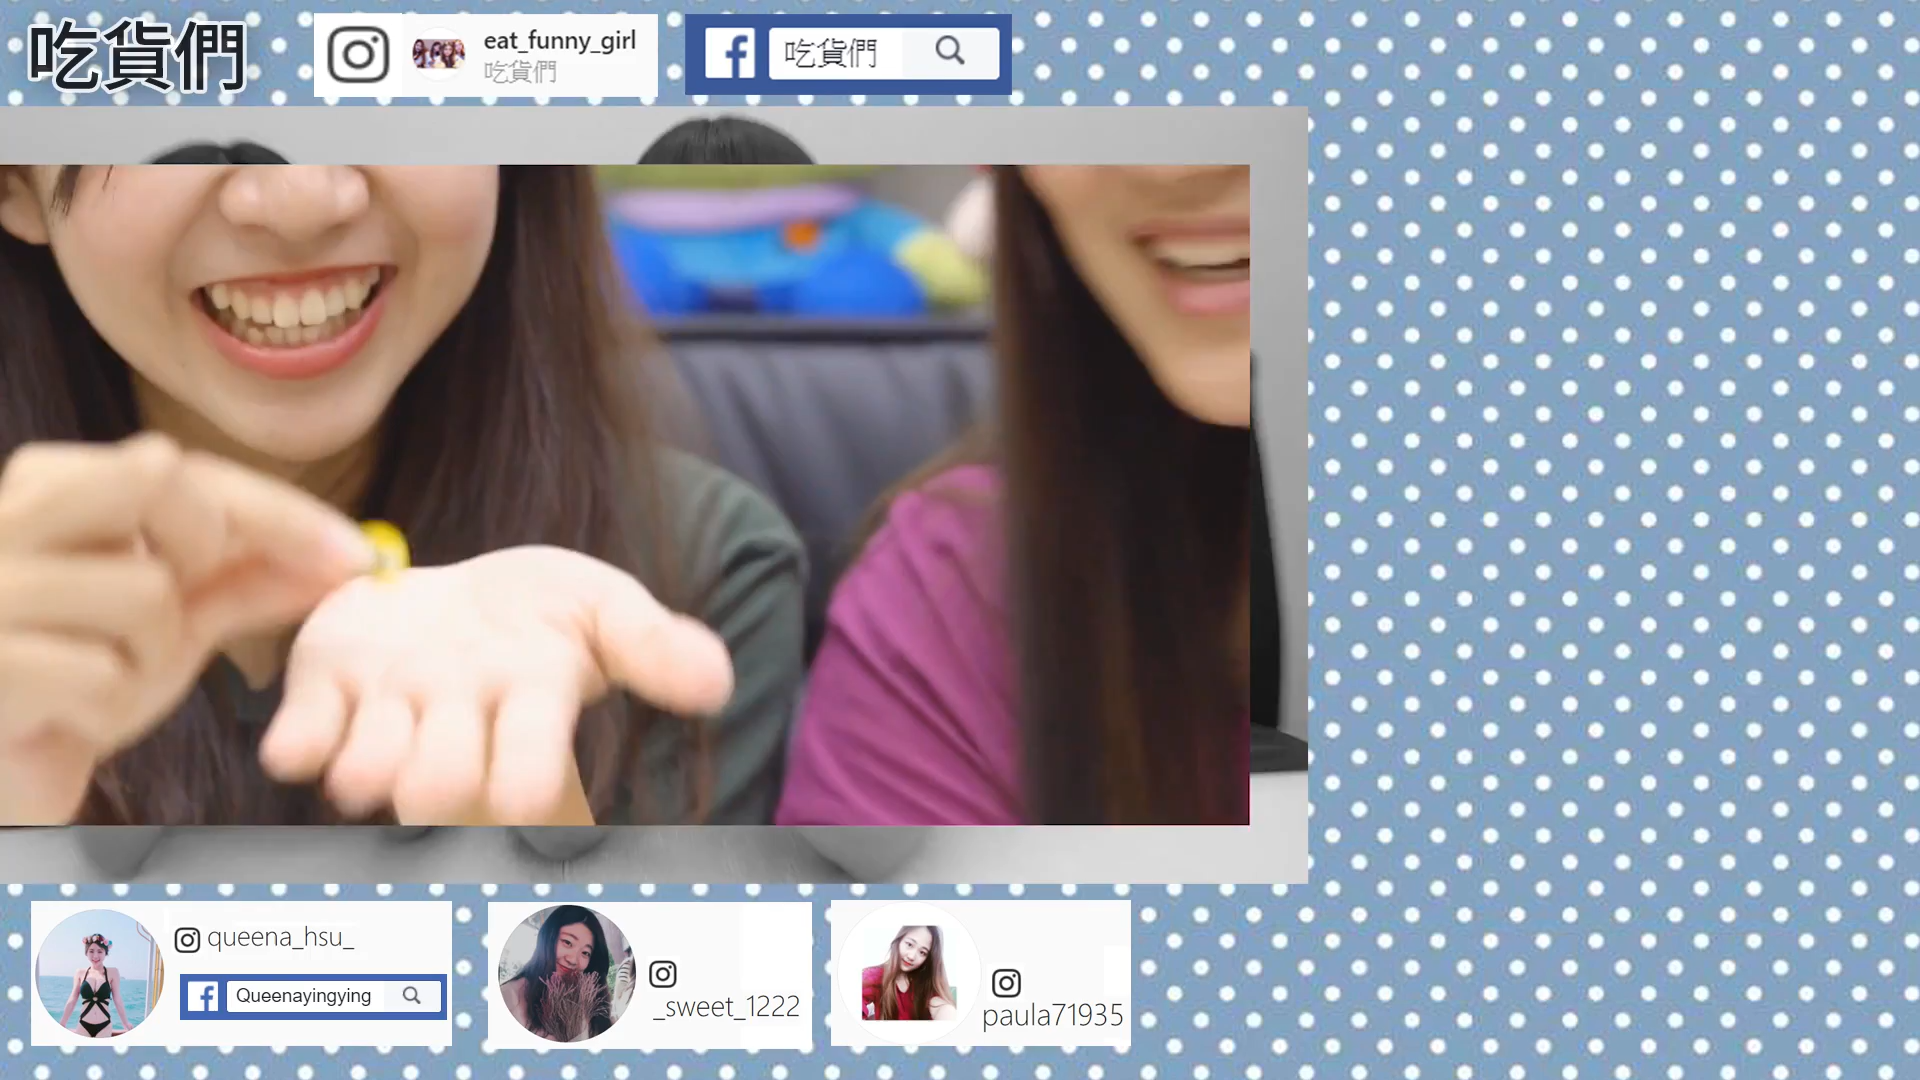 吃貨們
eat_funny_girl
吃貨們
吃貨們
queena_hsu_
Queenayingying
_sweet_1222
paula71935